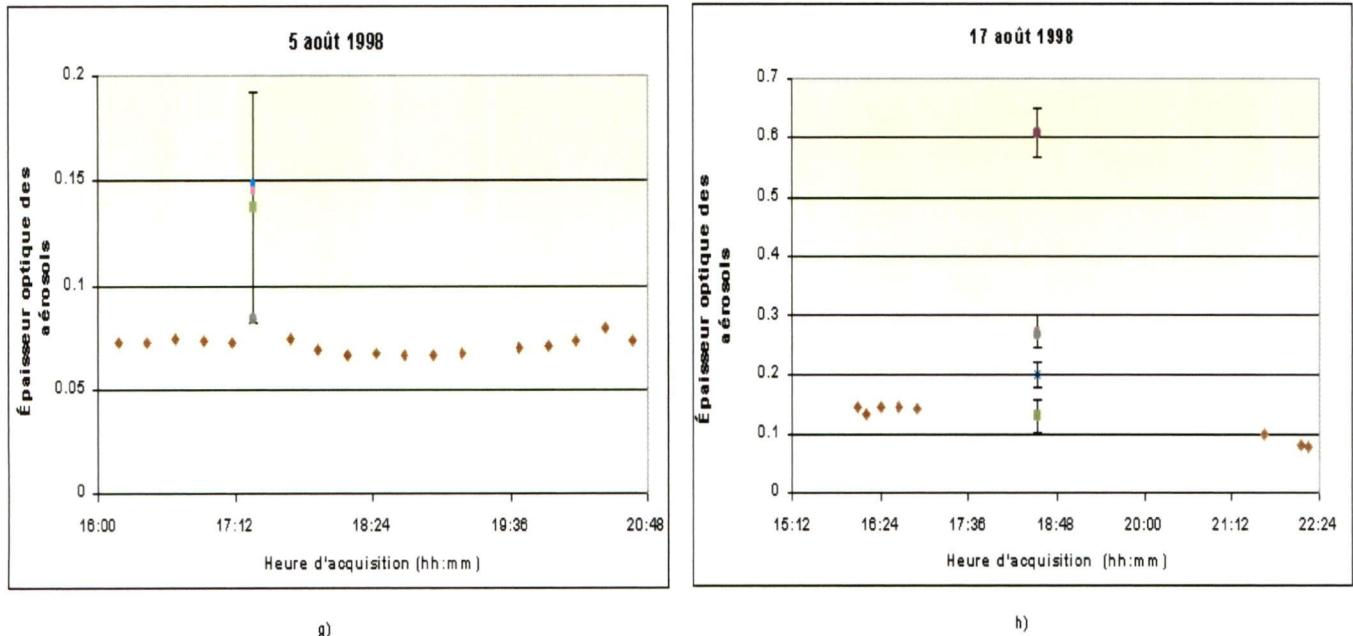 5 août 1998
Épaisseur optique des
aérosols
0.2
0.15
0.1
0.05
0
16:00
17:12
18:24
19:36
20:48
Heure d'acquisition (hh:mm)
g)
17 août 1998
Épaisseur optique des
aérosols
0.7
0.6
0.5
0.4
0.3
0.2
0.1
0
15:12
16:24
17:36
18:48
20:00
21:12
22:24
Heure d'acquisition (hh:mm)
h)